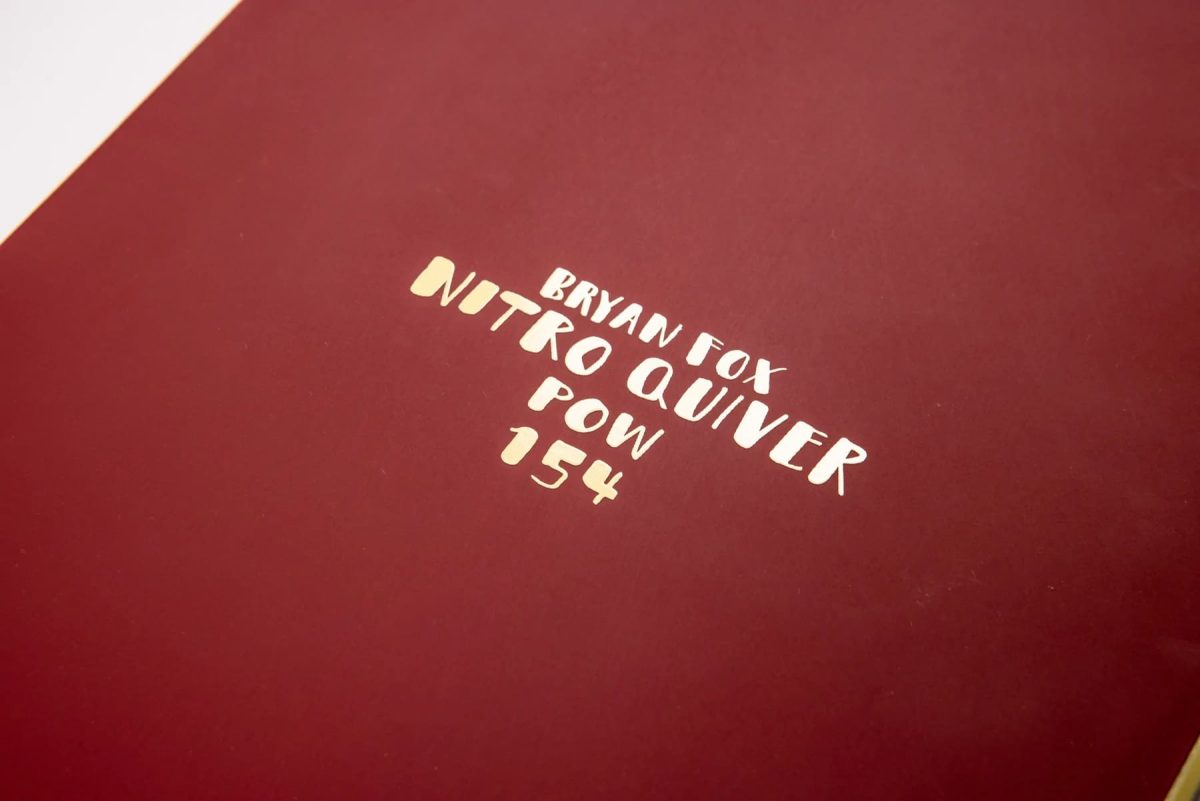 BRYAN FOX
NITRO QUIVER
POW
154